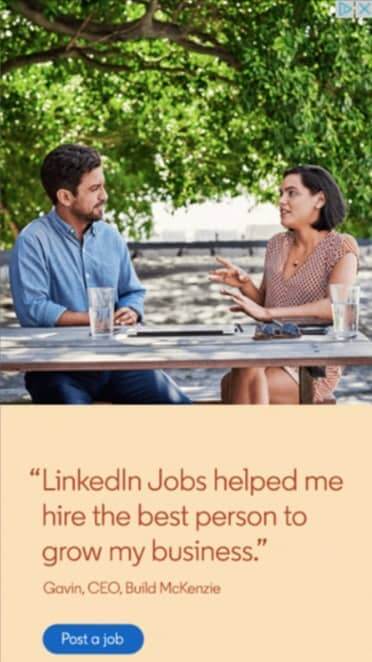 “LinkedIn Jobs helped me
hire the best person to
grow my business.”
Gavin, CEO, Build McKenzie
Post a job